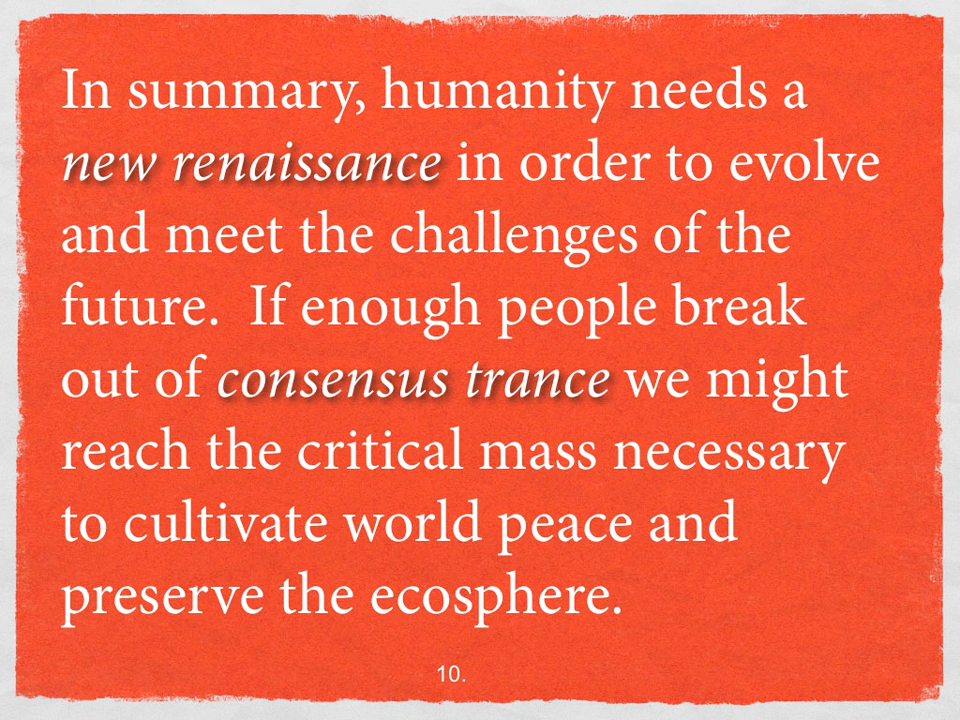 In summary, humanity needs a
new renaissance in order to evolve
and meet the challenges of the
future.  If enough people break
out of consensus trance we might
reach the critical mass necessary
to cultivate world peace and
preserve the ecosphere.
10.